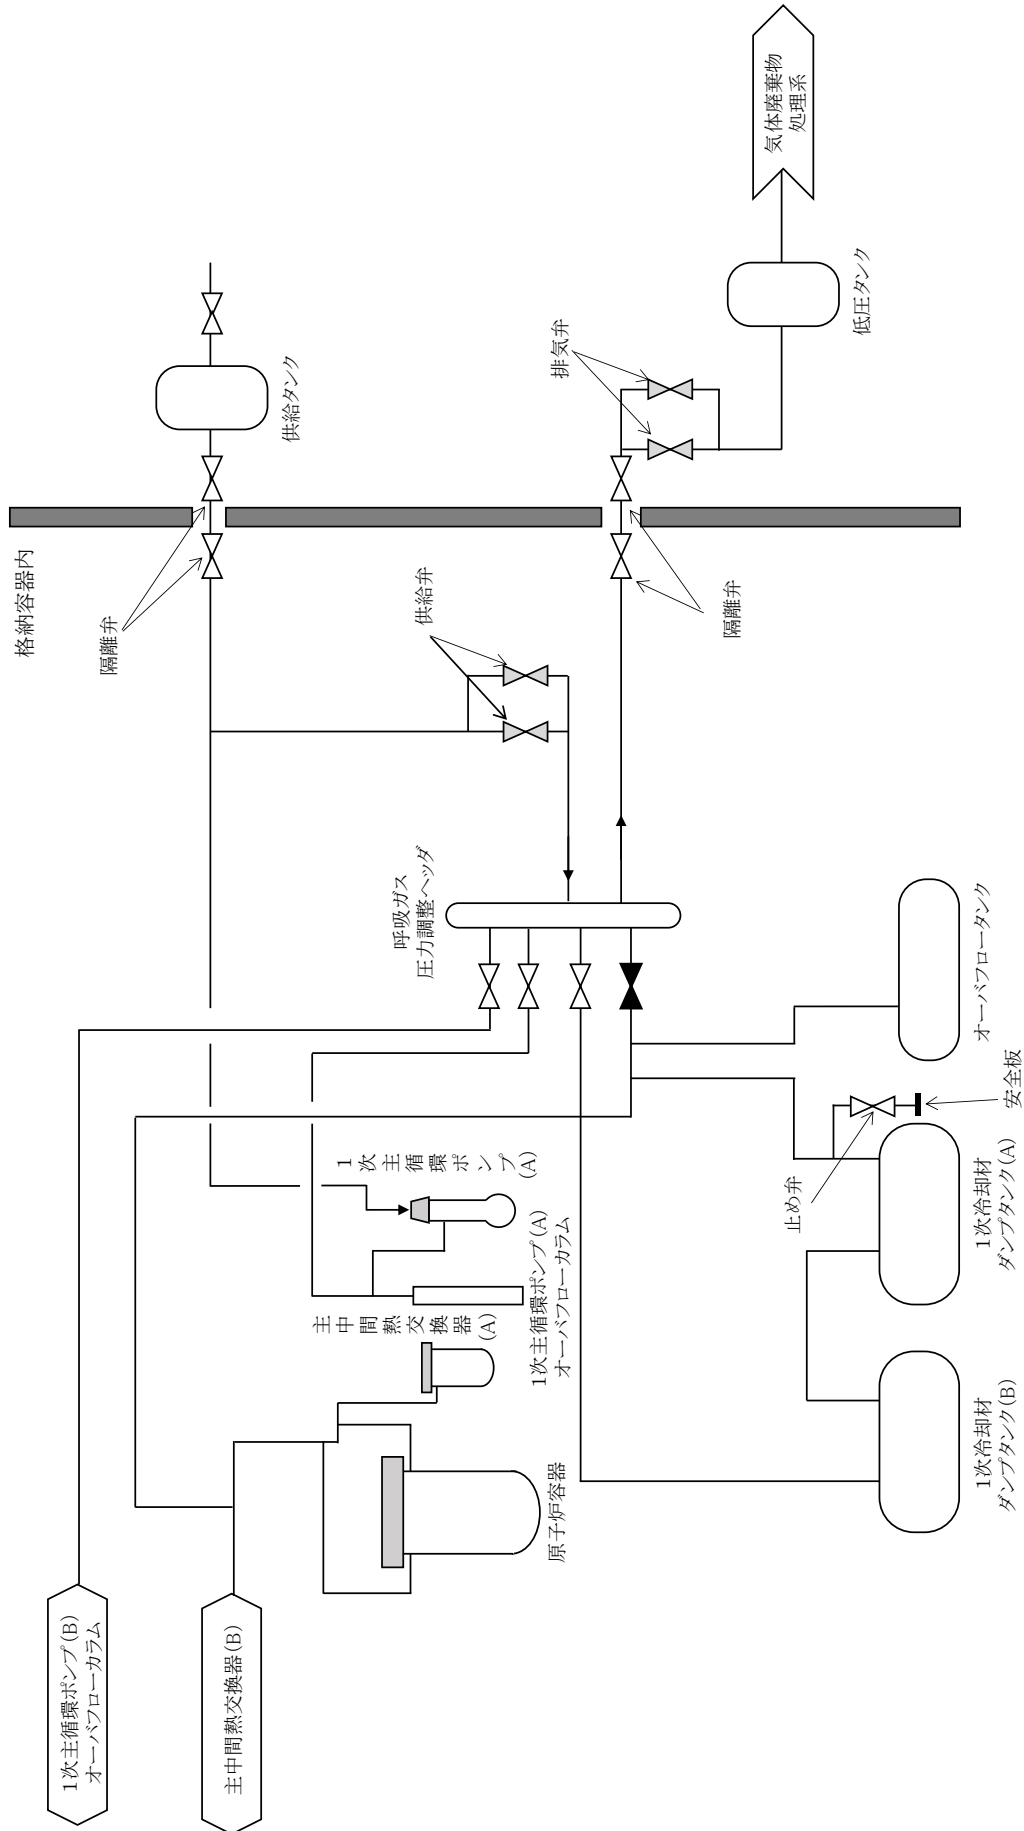 格納容器内
隔離弁
供給タンク
気体廃棄物
処理系
低圧タンク
排気弁
隔離弁
供給弁
呼吸ガス
圧力調整ヘッダ
オーバフロータンク
安全板
止め弁
1次冷却材
ダンプタンク(A)
1次冷却材
ダンプタンク(B)
1次主循環ポンプ(A)
1次主循環ポンプ(A)
オーバフローカラム
主中間熱交換器(A)
原子炉容器
1次主循環ポンプ(B)
オーバフローカラム
主中間熱交換器(B)